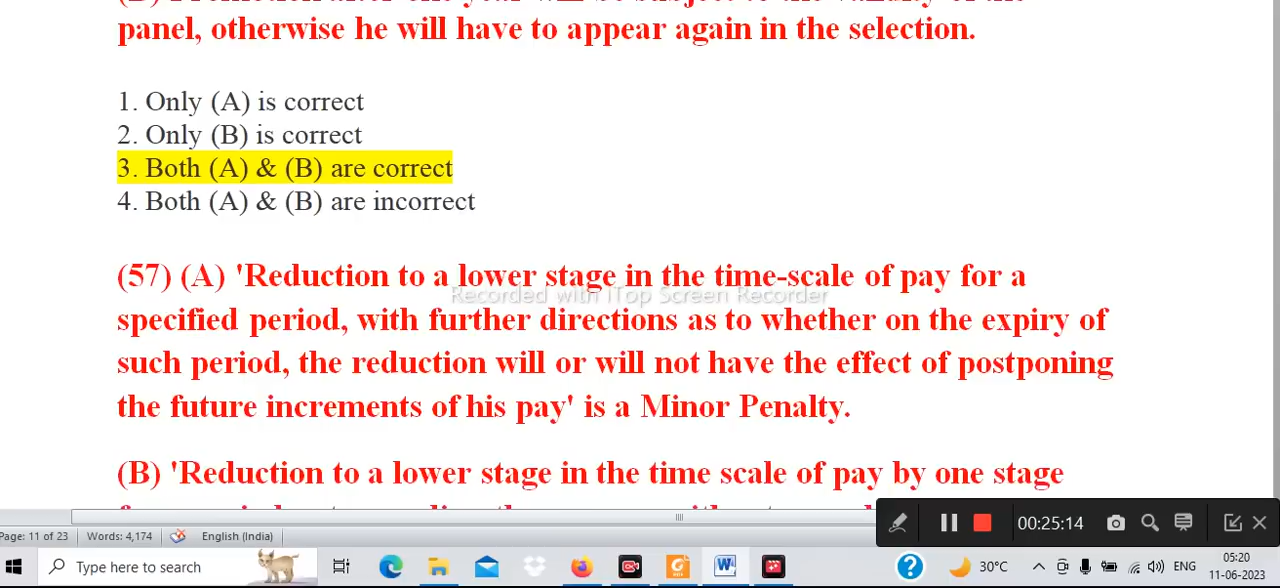 panel, otherwise he will have to appear again in the selection.
1. Only (A) is correct
2. Only (B) is correct
3. Both (A) & (B) are correct
4. Both (A) & (B) are incorrect
(57) (A) 'Reduction to a lower stage in the time-scale of pay for a
Recorded with iTop Screen Recorder
specified period, with further directions as to whether on the expiry of
such period, the reduction will or will not have the effect of postponing
the future increments of his pay' is a Minor Penalty.
(B) 'Reduction to a lower stage in the time scale of pay by one stage
00:25:14
Page: 11 of 23 Words: 4,174 English (India)
Type here to search
30°C ENG
05:20
11-06-2023